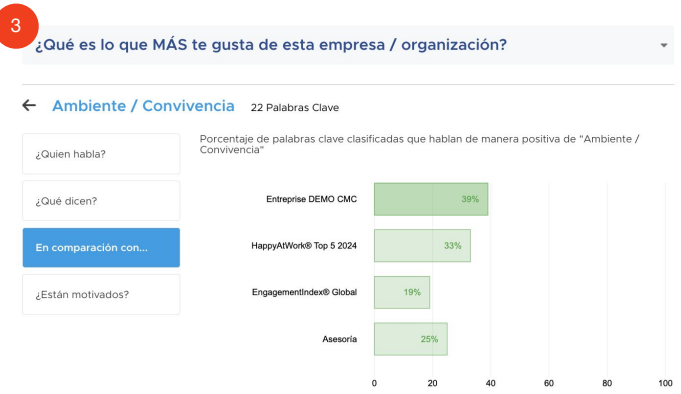 3
¿Qué es lo que MÁS te gusta de esta empresa / organización?
Ambiente / Convivencia 22 Palabras Clave
¿Quien habla?
¿Qué dicen?
En comparación con...
¿Están motivados?
Porcentaje de palabras clave clasificadas que hablan de manera positiva de "Ambiente /
Convivencia"
Entreprise DEMO CMC 39%
HappyAtWork® Top 5 2024 33%
EngagementIndex® Global 19%
Asesoría 25%
0 20 40 60 80 100